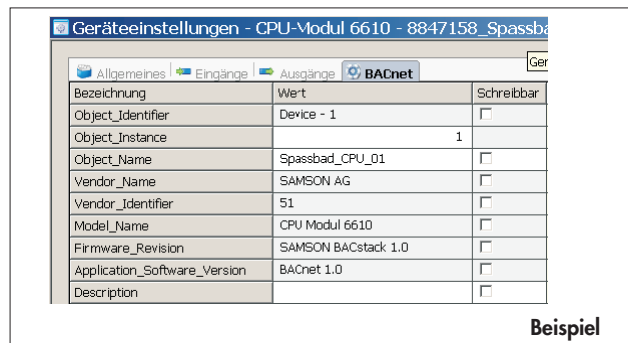 Geräteeinstellungen - CPU-Modul 6610 - 8847158_Spassba
Ger
Allgemeines Eingänge Ausgänge BACnet
Bezeichnung Wert Schreibbar
Object_Identifier Device - 1
Object_Instance 1
Object_Name Spassbad_CPU_01
Vendor_Name SAMSON AG
Vendor_Identifier 51
Model_Name CPU Modul 6610
Firmware_Revision SAMSON BACstack 1.0
Application_Software_Version BACnet 1.0
Description
Beispiel